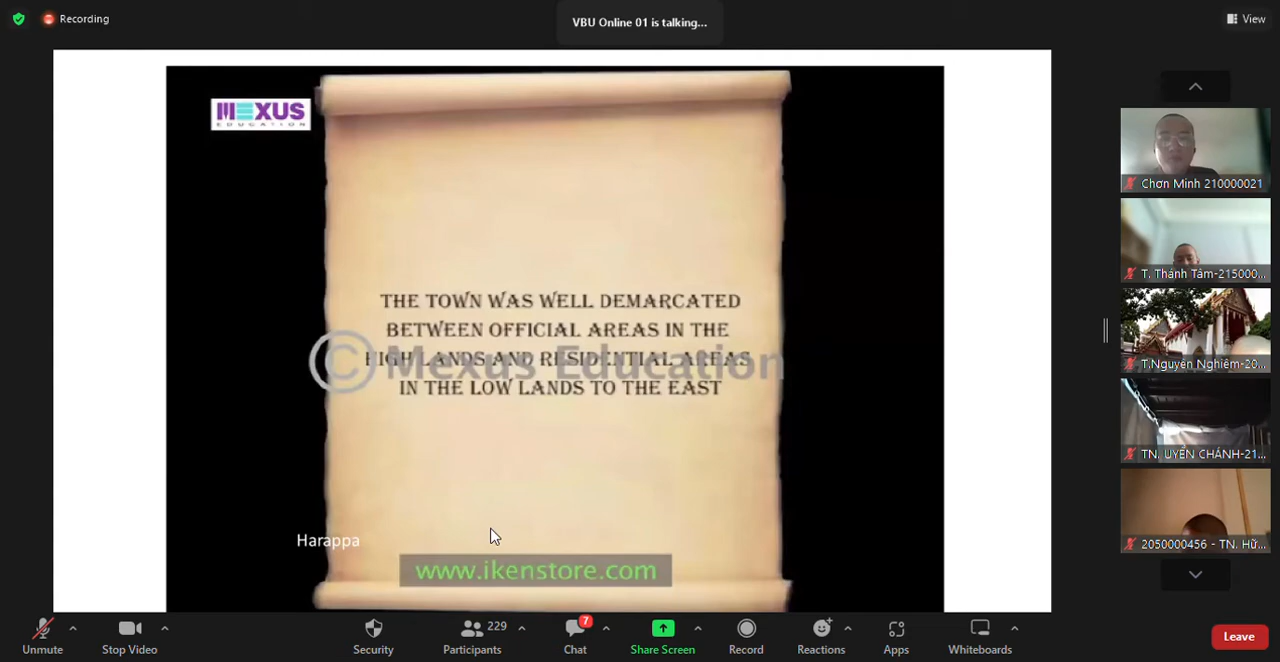 Recording
VBU Online 01 is talking...
View
MEXUS
EDUCATION
THE TOWN WAS WELL DEMARCATED
BETWEEN OFFICIAL AREAS IN THE
HIGH LANDS AND RESIDENTIAL AREAS
IN THE LOW LANDS TO THE EAST
© Mexus Education
Harappa
www.ikenstore.com
Chơn Minh 210000021
T. Thánh Tâm-215000...
T.Nguyên Nghiêm-20...
TN. UYỂN CHÁNH-21...
2050000456 - TN. Hữ...
Unmute
Stop Video
Security
Participants
229
Chat
7
Share Screen
Record
Reactions
Apps
Whiteboards
Leave